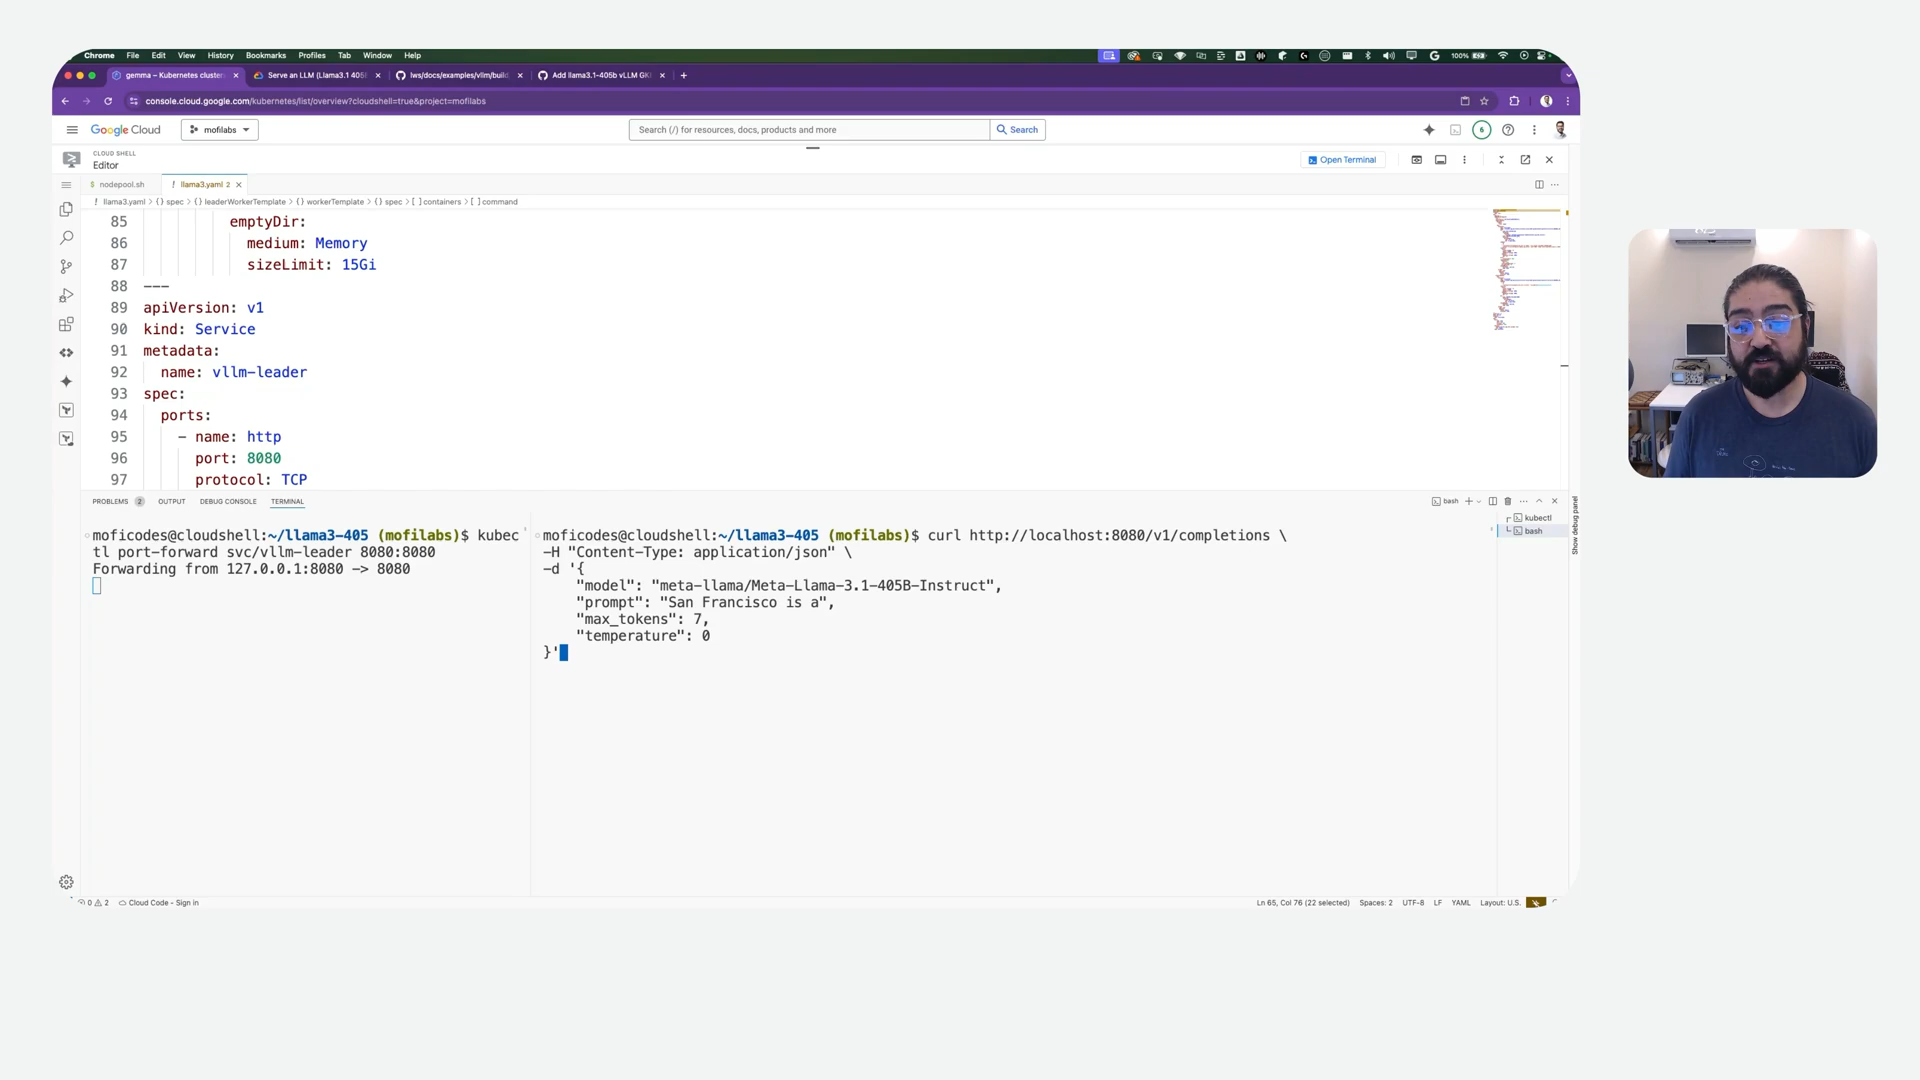 Chrome File Edit View History Bookmarks Profiles Tab Window Help 100%
gemma – Kubernetes cluster Serve an LLM (Llama3.1 405 lws/docs/examples/vllm/build Add llama3.1-405b vLLM GK
console.cloud.google.com/kubernetes/list/overview?cloudshell=true&project=mofilabs
Google Cloud mofilabs Search (/) for resources, docs, products and more Search 6
CLOUD SHELL
Editor Open Terminal
nodepool.sh llama3.yaml 2
llama3.yaml > {} spec > {} leaderWorkerTemplate > {} workerTemplate > {} spec > [ ] containers > [ ] command
85 emptyDir:
86 medium: Memory
87 sizeLimit: 15Gi
88 ---
89 apiVersion: v1
90 kind: Service
91 metadata:
92 name: vllm-leader
93 spec:
94 ports:
95 - name: http
96 port: 8080
97 protocol: TCP
PROBLEMS 2 OUTPUT DEBUG CONSOLE TERMINAL bash
moficodes@cloudshell:~/llama3-405 (mofilabs)$ kubec
tl port-forward svc/vllm-leader 8080:8080
Forwarding from 127.0.0.1:8080 -> 8080
moficodes@cloudshell:~/llama3-405 (mofilabs)$ curl http://localhost:8080/v1/completions \
-H "Content-Type: application/json" \
-d '{
"model": "meta-llama/Meta-Llama-3.1-405B-Instruct",
"prompt": "San Francisco is a",
"max_tokens": 7,
"temperature": 0
}'
kubectl
bash
Show debug panel
0 2 Cloud Code - Sign in Ln 65, Col 76 (22 selected) Spaces: 2 UTF-8 LF YAML Layout: U.S.